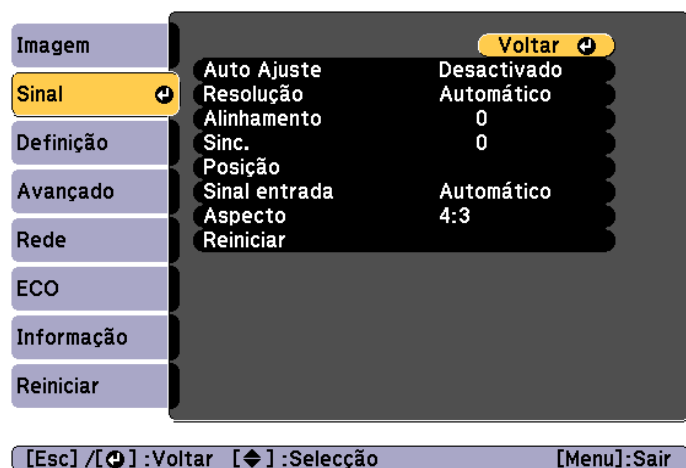 Imagem
Sinal
Definição
Avançado
Rede
ECO
Informação
Reiniciar
Voltar
Auto Ajuste Desactivado
Resolução Automático
Alinhamento 0
Sinc. 0
Posição
Sinal entrada Automático
Aspecto 4:3
Reiniciar
[Esc] /[⏎] :Voltar [◆] :Selecção [Menu]:Sair